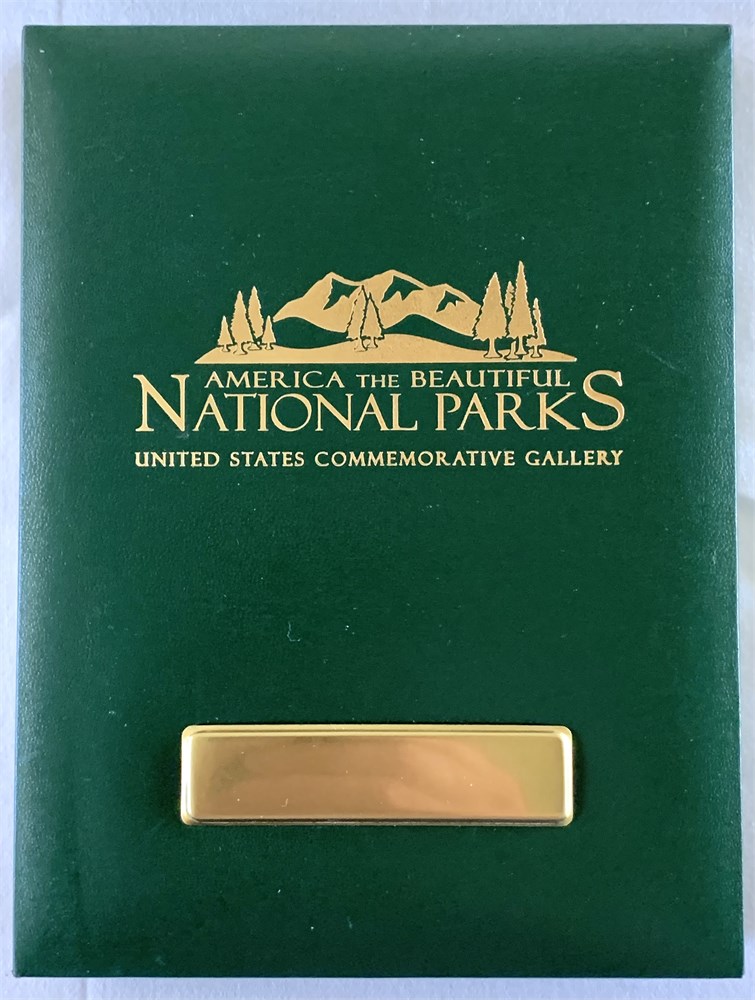 AMERICA THE BEAUTIFUL
NATIONAL PARKS
UNITED STATES COMMEMORATIVE GALLERY